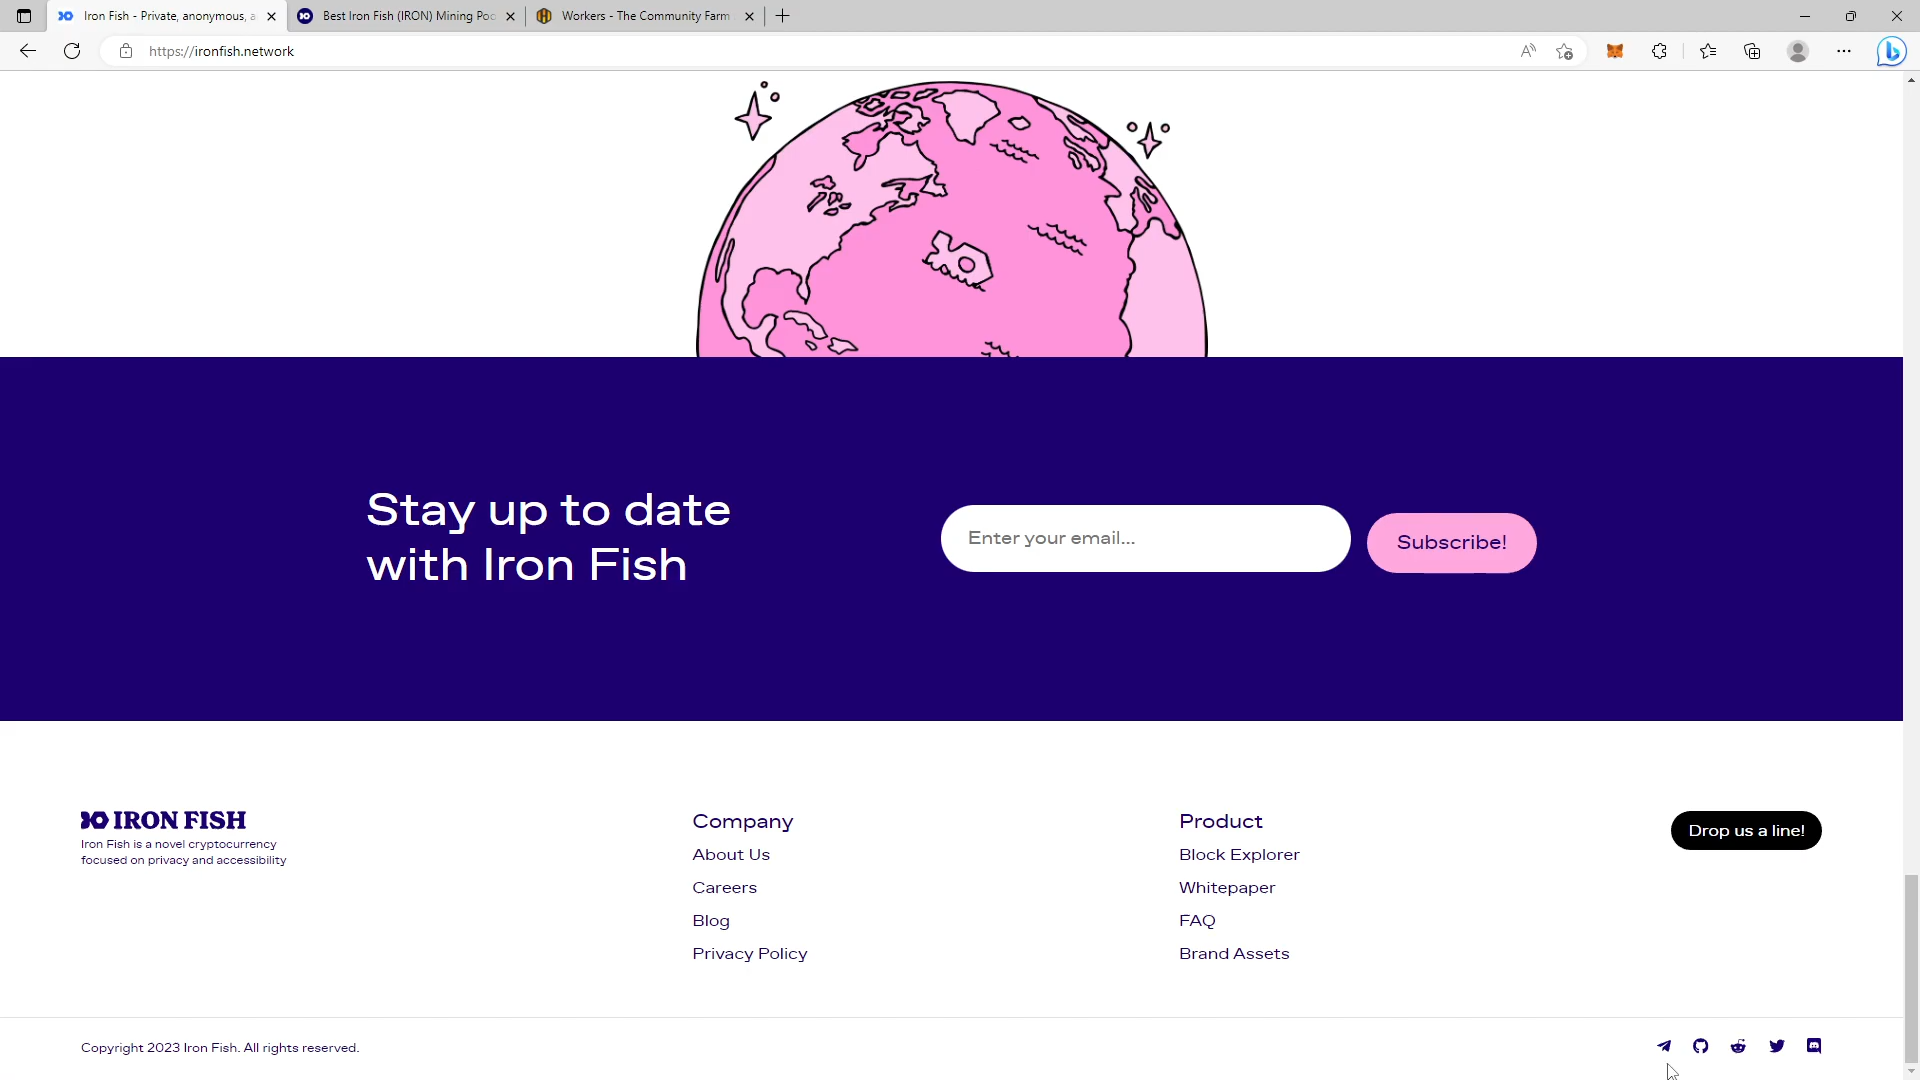 Iron Fish - Private, anonymous, a
Best Iron Fish (IRON) Mining Poo
Workers - The Community Farm
https://ironfish.network
Stay up to date
with Iron Fish
Enter your email...
Subscribe!
IRON FISH
Iron Fish is a novel cryptocurrency
focused on privacy and accessibility
Company
About Us
Careers
Blog
Privacy Policy
Product
Block Explorer
Whitepaper
FAQ
Brand Assets
Drop us a line!
Copyright 2023 Iron Fish. All rights reserved.